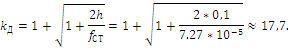 k_Д = 1 + √(1 + 2h/f_СТ) = 1 + √(1 + (2 * 0,1)/(7.27 * 10^-5)) ≈ 17,7.